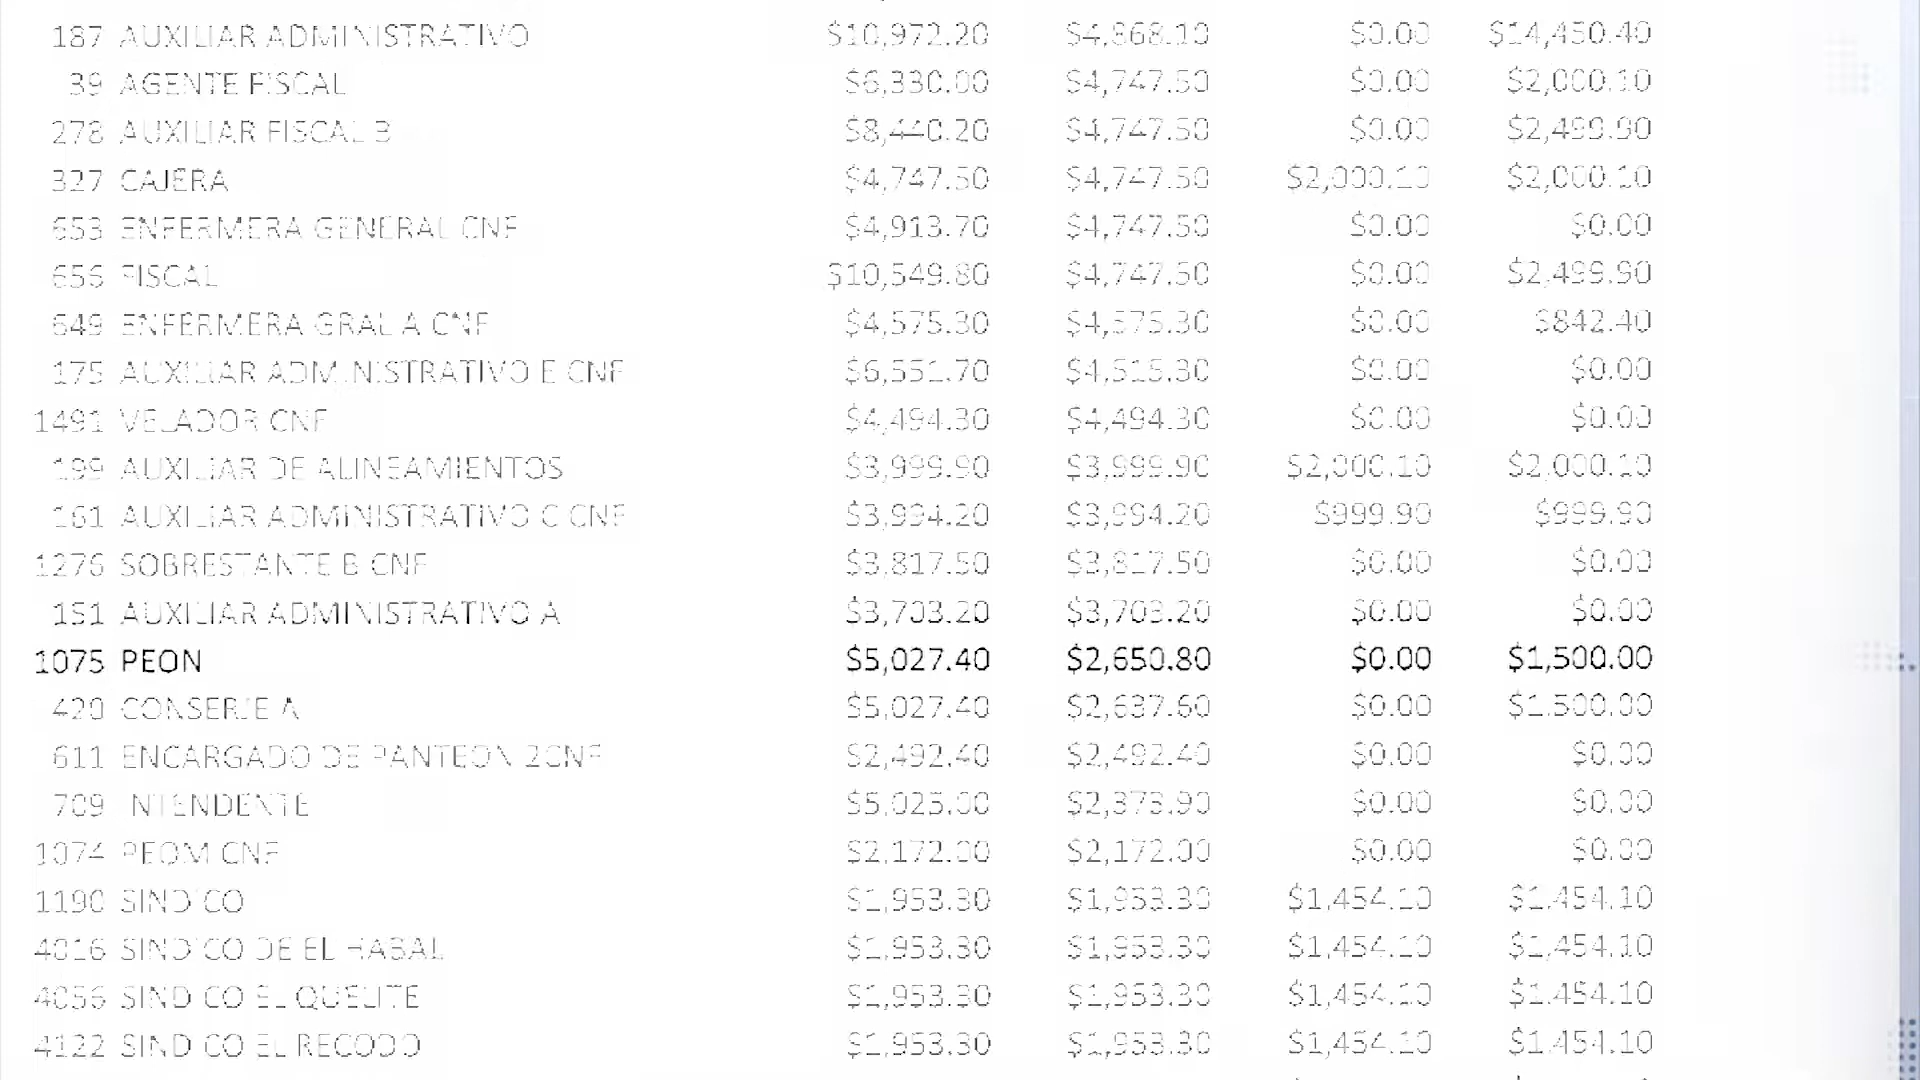 187 AUXILIAR ADMINISTRATIVO $10,972.20 $4,868.10 $0.00 $14,450.40
39 AGENTE FISCAL $6,330.00 $4,747.50 $0.00 $2,000.10
278 AUXILIAR FISCAL B $8,440.20 $4,747.50 $0.00 $2,499.90
327 CAJERA $4,747.50 $4,747.50 $2,000.10 $2,000.10
653 ENFERMERA GENERAL CNF $4,913.70 $4,747.50 $0.00 $0.00
656 FISCAL $10,549.80 $4,747.50 $0.00 $2,499.90
649 ENFERMERA GRAL A CNF $4,575.30 $4,575.30 $0.00 $842.40
175 AUXILIAR ADMINISTRATIVO E CNF $6,551.70 $4,515.30 $0.00 $0.00
1491 VELADOR CNF $4,494.30 $4,494.30 $0.00 $0.00
199 AUXILIAR DE ALINEAMIENTOS $3,999.90 $3,999.90 $2,000.10 $2,000.10
161 AUXILIAR ADMINISTRATIVO C CNF $3,994.20 $3,994.20 $999.90 $999.90
1276 SOBRESTANTE B CNF $3,817.50 $3,817.50 $0.00 $0.00
151 AUXILIAR ADMINISTRATIVO A $3,703.20 $3,703.20 $0.00 $0.00
1075 PEON $5,027.40 $2,650.80 $0.00 $1,500.00
420 CONSERJE A $5,027.40 $2,637.60 $0.00 $1,500.00
611 ENCARGADO DE PANTEON 2CNF $2,492.40 $2,492.40 $0.00 $0.00
709 INTENDENTE $5,025.00 $2,373.90 $0.00 $0.00
1074 PEOM CNF $2,172.00 $2,172.00 $0.00 $0.00
1190 SINDICO $1,953.30 $1,953.30 $1,454.10 $1,454.10
4016 SINDICO DE EL HABAL $1,953.30 $1,953.30 $1,454.10 $1,454.10
4056 SINDICO EL QUELITE $1,953.30 $1,953.30 $1,454.10 $1,454.10
4122 SINDICO EL RECODO $1,953.30 $1,953.30 $1,454.10 $1,454.10